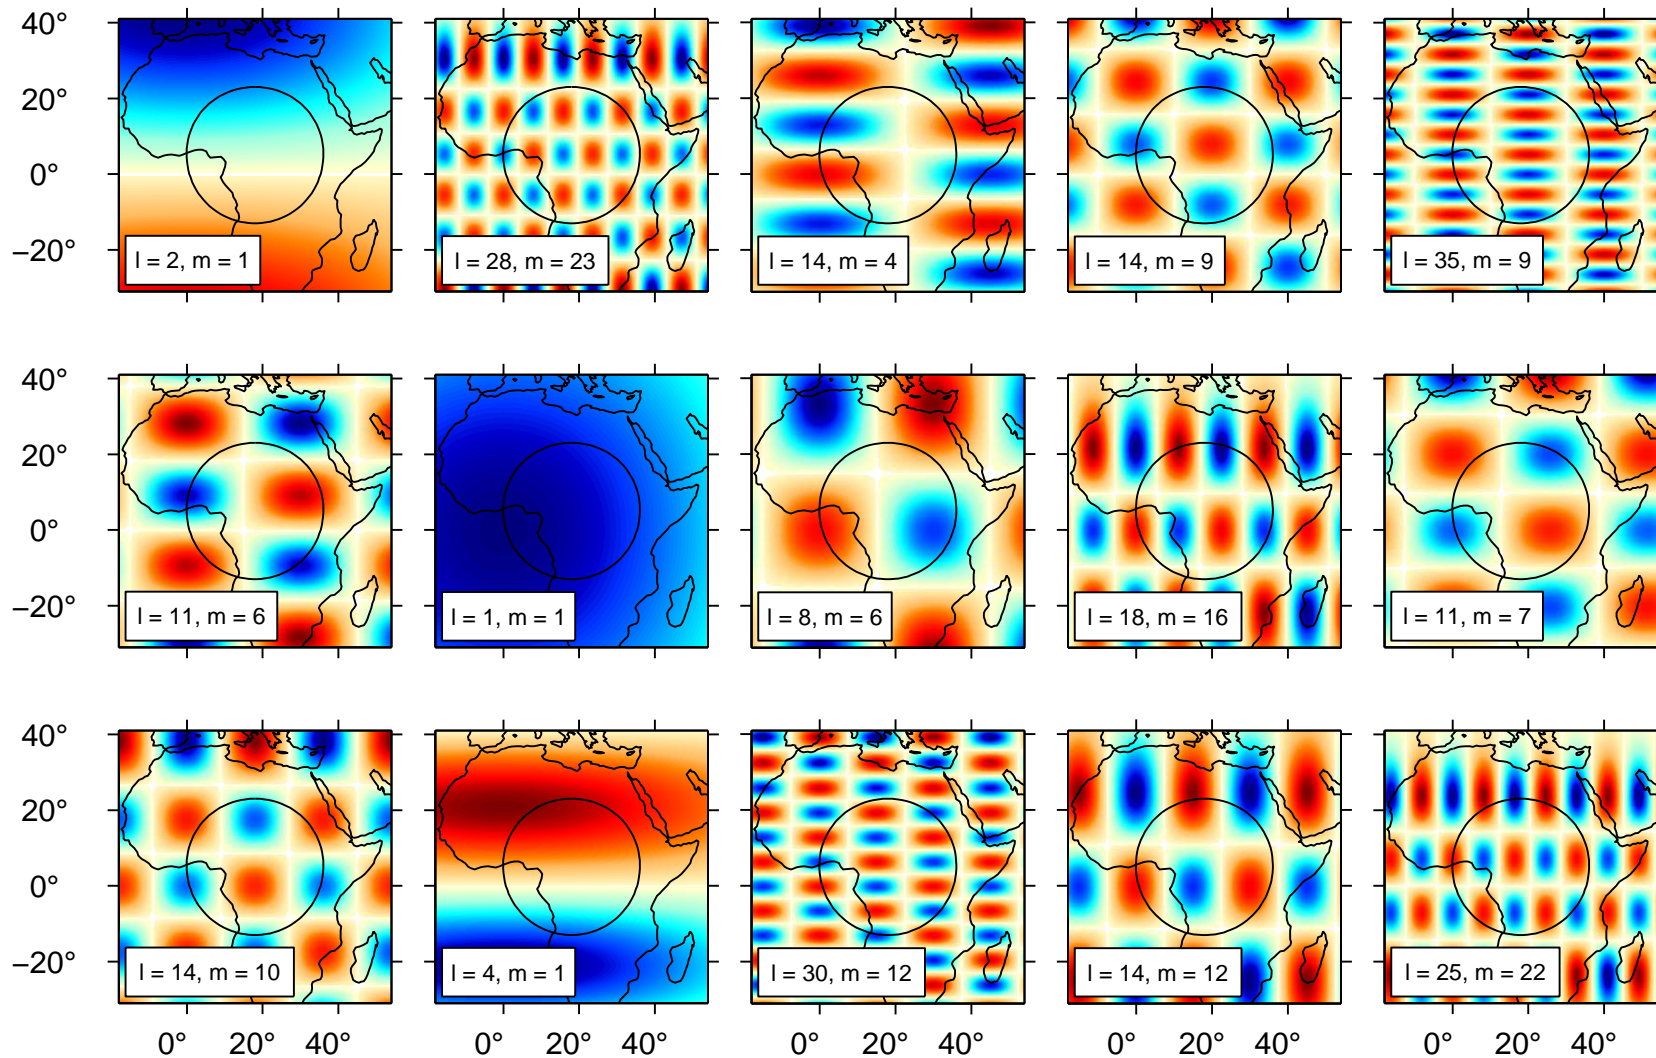 40°
20°
0°
−20°
l = 2, m = 1
l = 28, m = 23
l = 14, m = 4
l = 14, m = 9
l = 35, m = 9
40°
20°
0°
−20°
l = 11, m = 6
l = 1, m = 1
l = 8, m = 6
l = 18, m = 16
l = 11, m = 7
40°
20°
0°
−20°
l = 14, m = 10
l = 4, m = 1
l = 30, m = 12
l = 14, m = 12
l = 25, m = 22
0° 20° 40° 0° 20° 40° 0° 20° 40° 0° 20° 40° 0° 20° 40°